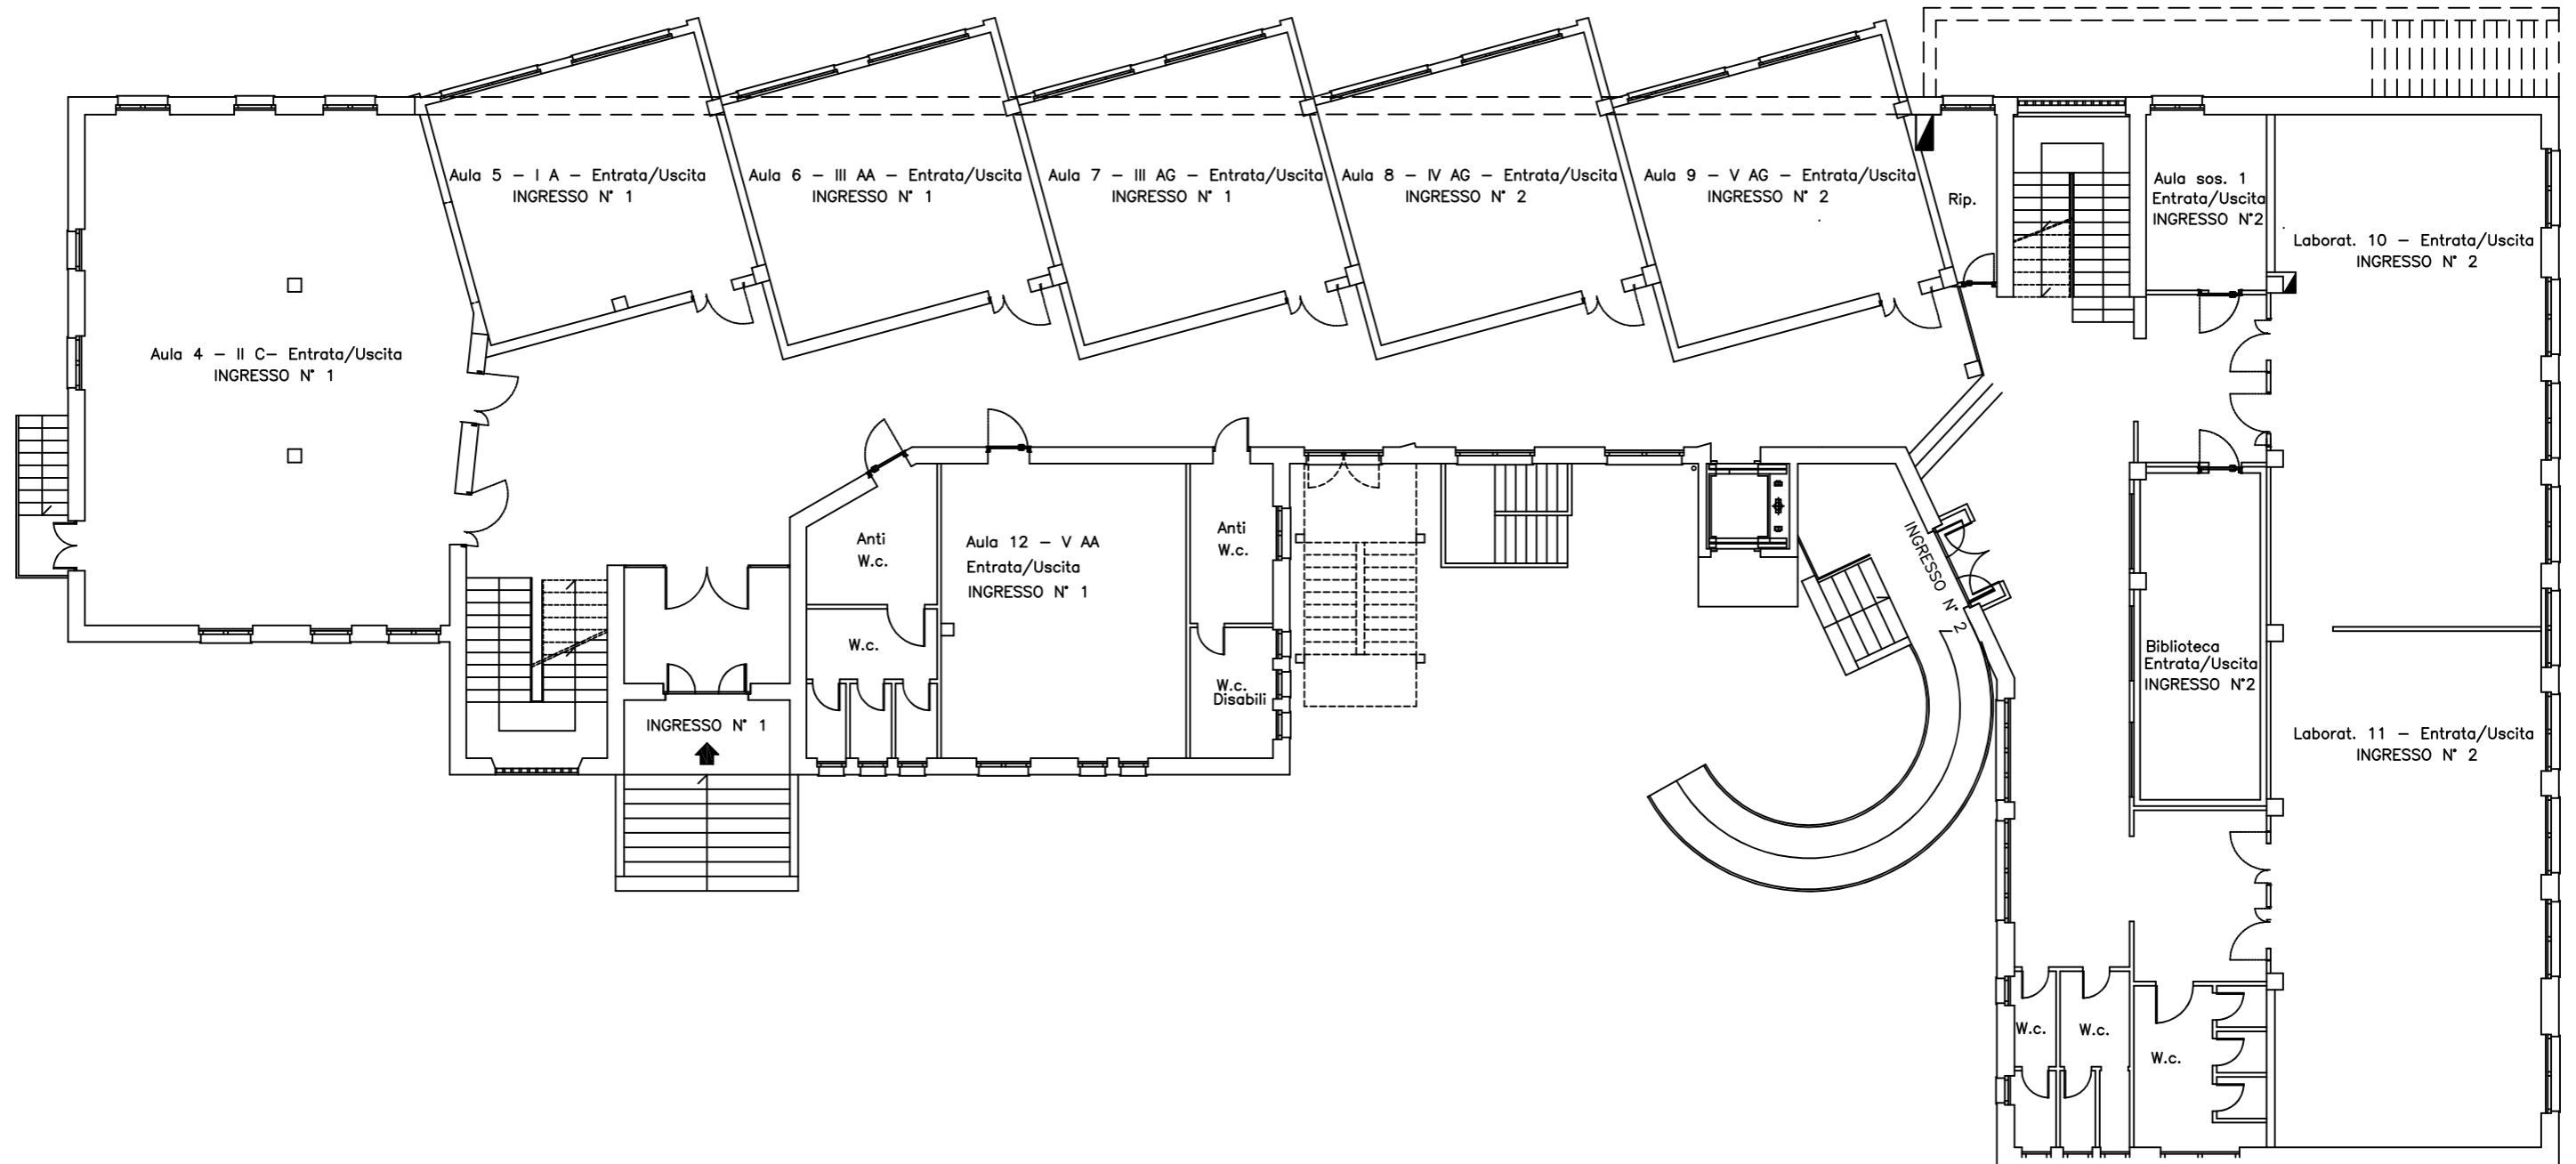 Aula 5 - I A - Entrata/Uscita
INGRESSO N° 1
Aula 6 - III AA - Entrata/Uscita
INGRESSO N° 1
Aula 7 - III AG - Entrata/Uscita
INGRESSO N° 1
Aula 8 - IV AG - Entrata/Uscita
INGRESSO N° 2
Aula 9 - V AG - Entrata/Uscita
INGRESSO N° 2
Rip.
Aula sos. 1
Entrata/Uscita
INGRESSO N°2
Laborat. 10 - Entrata/Uscita
INGRESSO N° 2
Aula 4 - II C- Entrata/Uscita
INGRESSO N° 1
Anti
W.c.
Aula 12 - V AA
Entrata/Uscita
INGRESSO N° 1
Anti
W.c.
INGRESSO N° 2
W.c.
W.c.
Disabili
Biblioteca
Entrata/Uscita
INGRESSO N°2
INGRESSO N° 1
Laborat. 11 - Entrata/Uscita
INGRESSO N° 2
W.c.
W.c.
W.c.